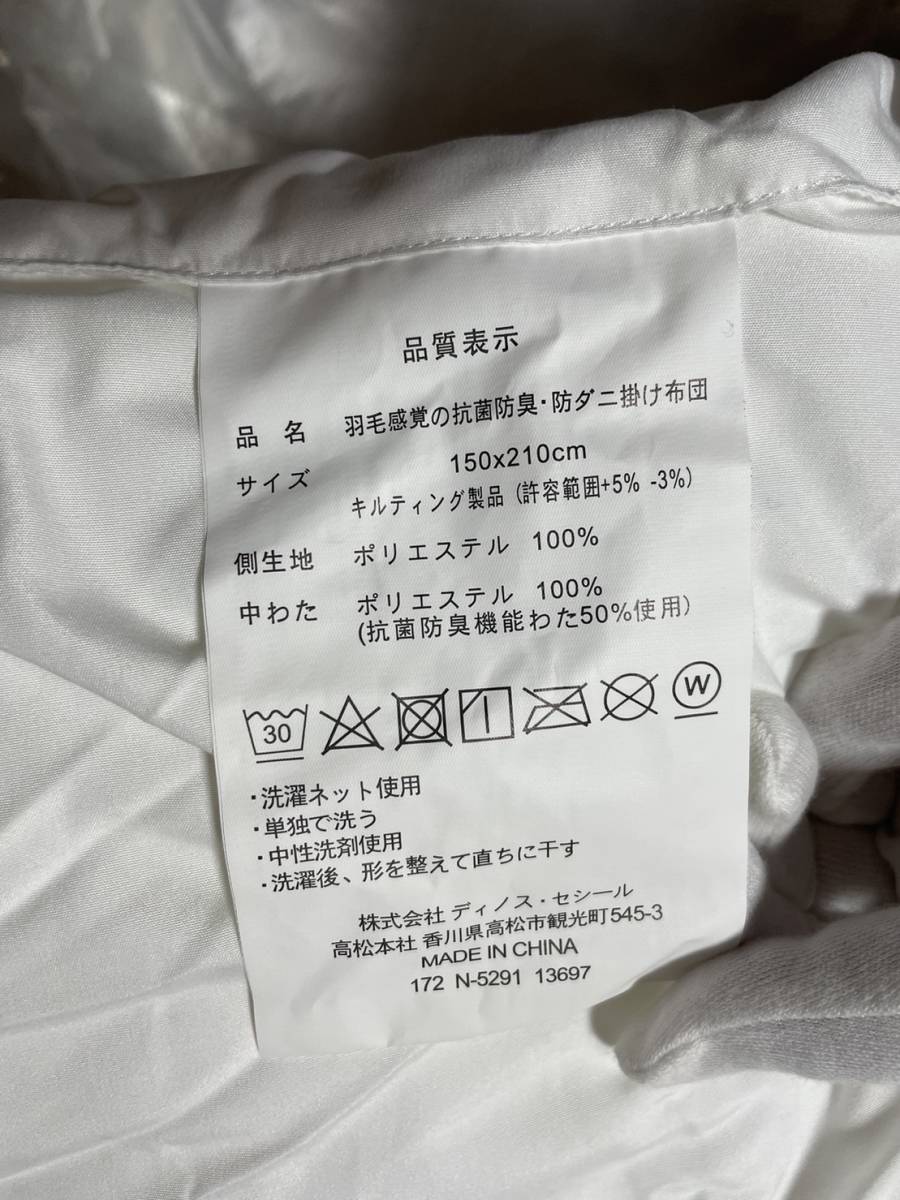 品質表示
品 名 羽毛感覚の抗菌防臭・防ダニ掛け布団
サイズ 150x210cm
キルティング製品 (許容範囲+5% -3%)
側生地 ポリエステル 100%
中わた ポリエステル 100%
(抗菌防臭機能わた50%使用)
30 W
・洗濯ネット使用
・単独で洗う
・中性洗剤使用
・洗濯後、形を整えて直ちに干す
株式会社 ディノス・セシール
高松本社 香川県高松市観光町545-3
MADE IN CHINA
172 N-5291 13697